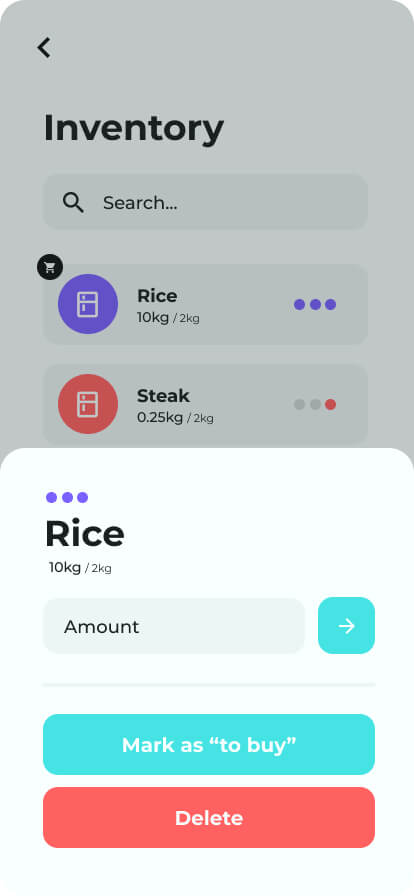 Inventory
Search...
Rice
10kg / 2kg
Steak
0.25kg / 2kg
Rice
10kg / 2kg
Amount
Mark as “to buy”
Delete